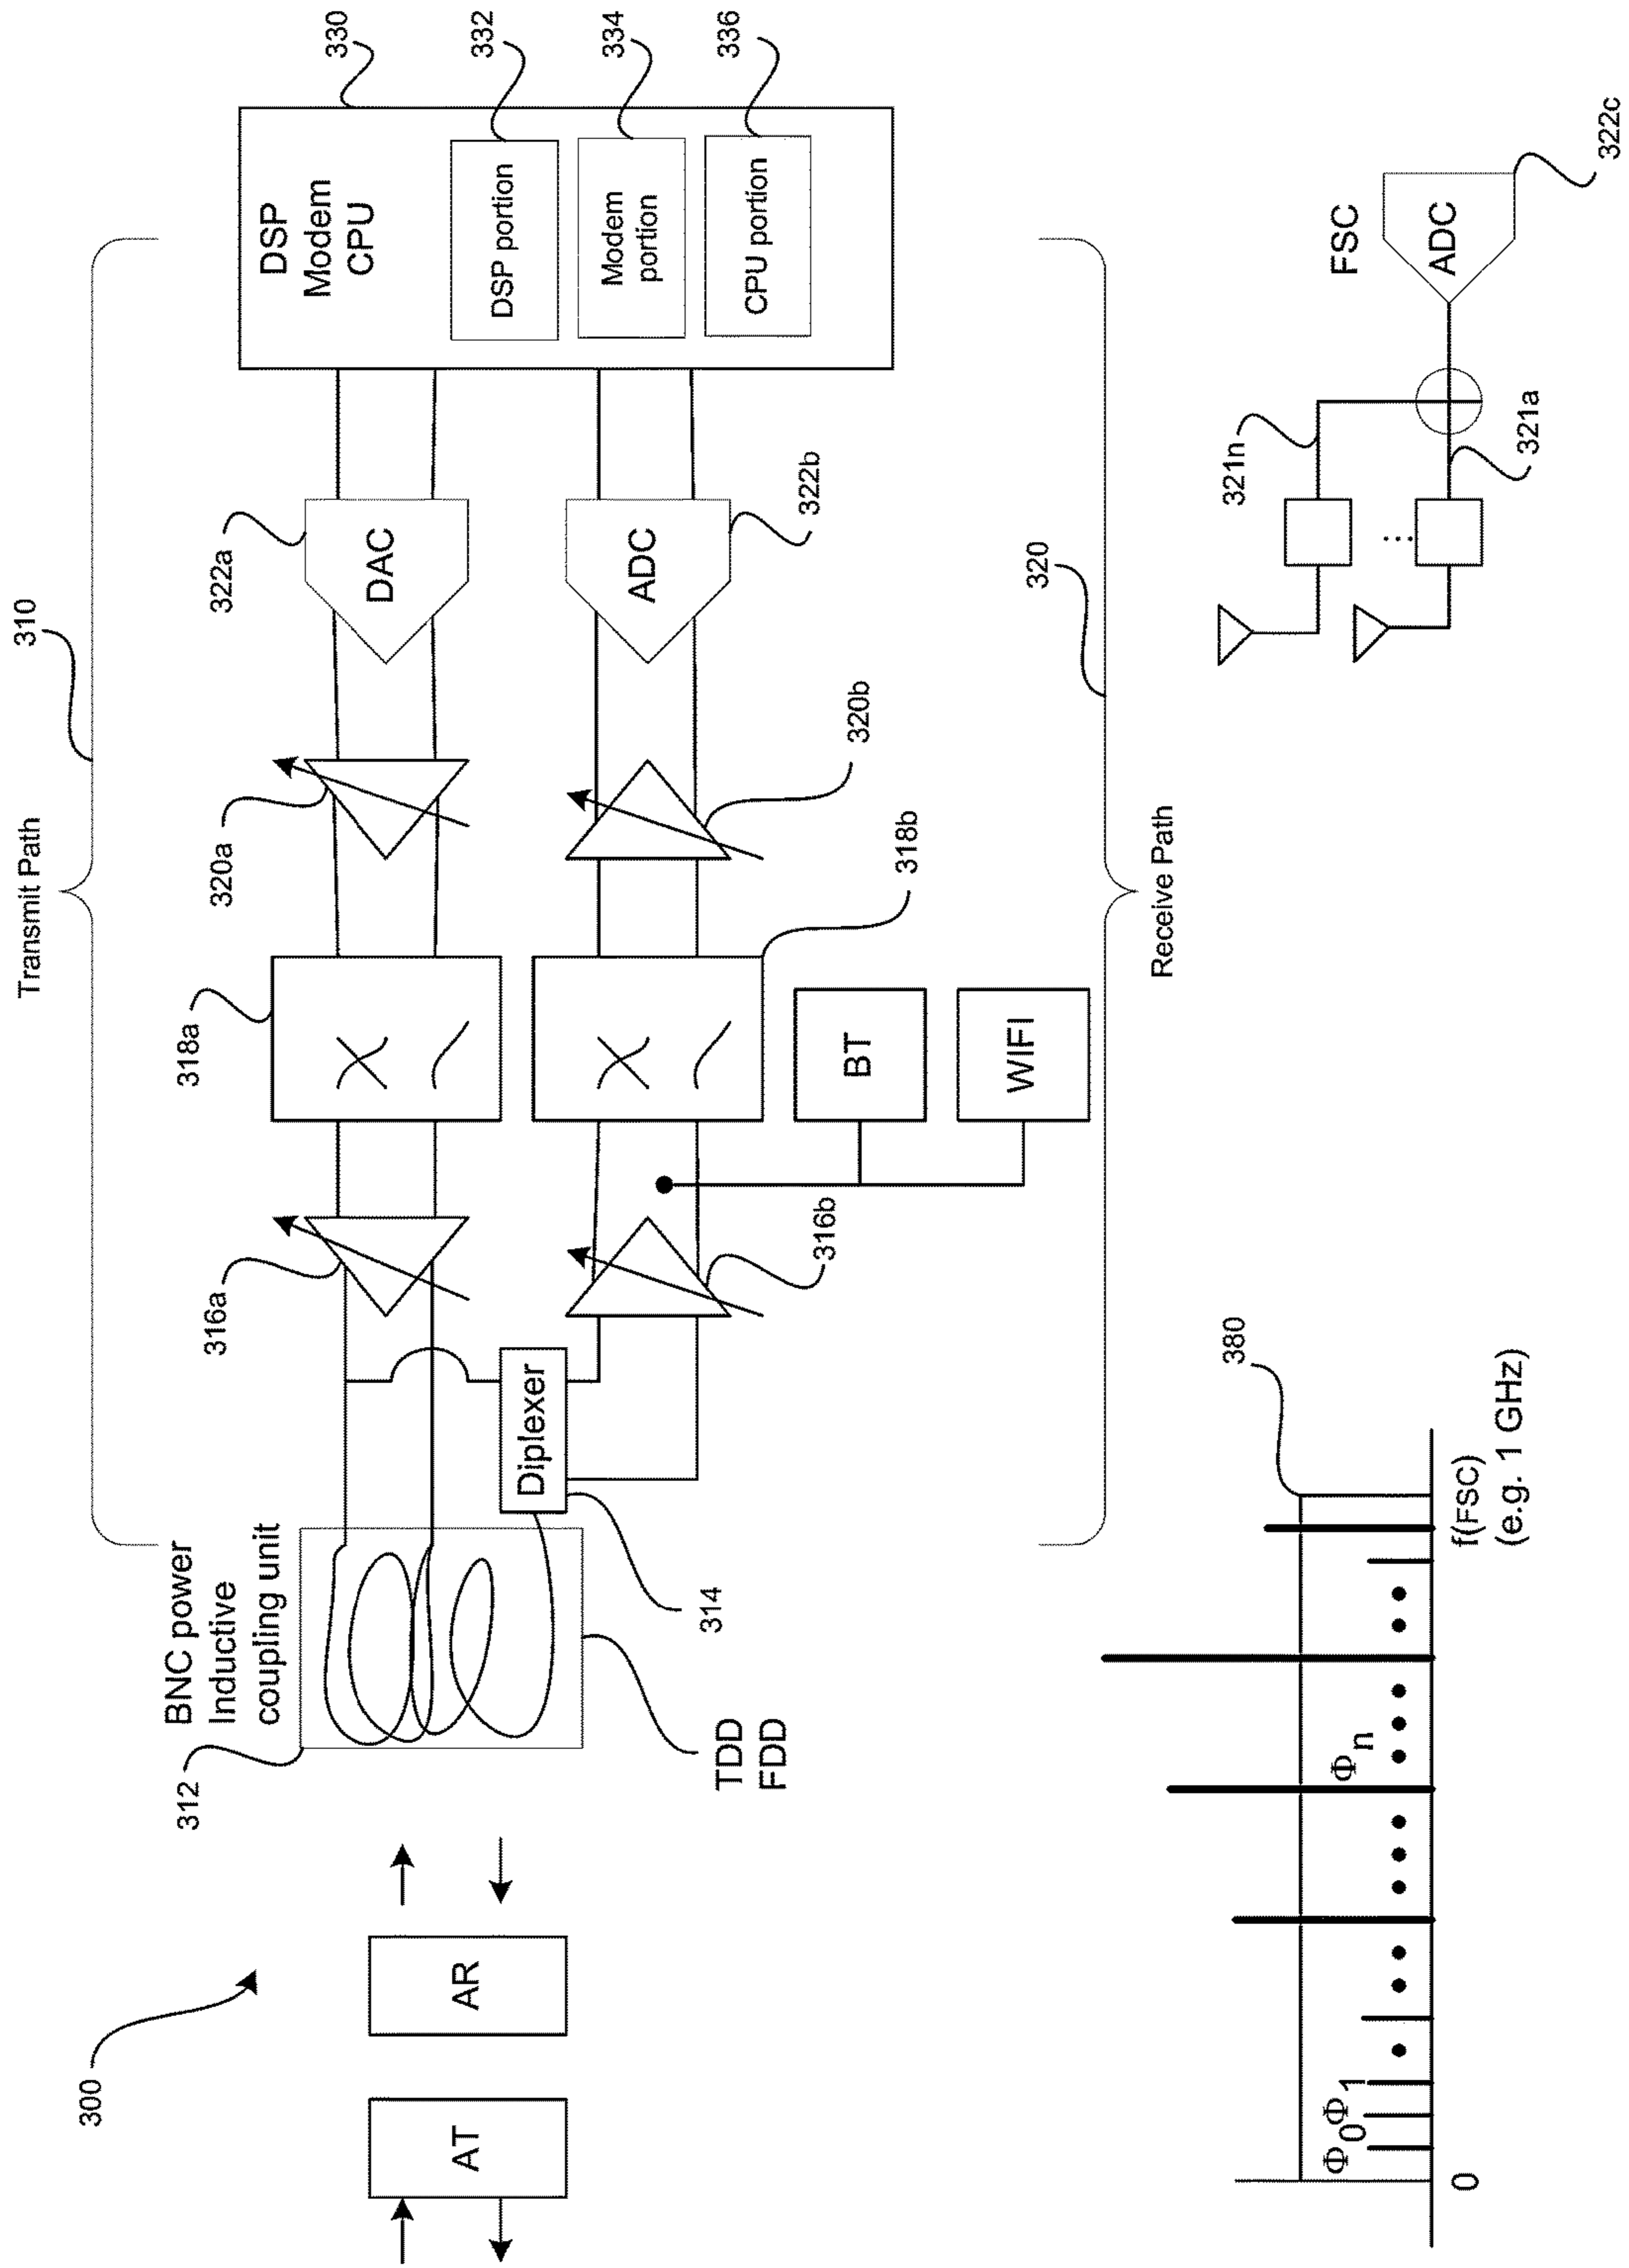 300
310
Transmit Path
312
BNC power
Inductive
coupling unit
316a
318a
320a
322a
330
332
334
336
DSP
Modem
CPU
DSP portion
Modem
portion
CPU portion
DAC
AT
AR
Diplexer
314
TDD
FDD
316b
318b
320b
ADC
322b
BT
WIFI
320
Receive Path
380
Φ0
Φ1
Φn
0
f(FSC)
(e.g. 1 GHz)
321n
321a
FSC
ADC
322c